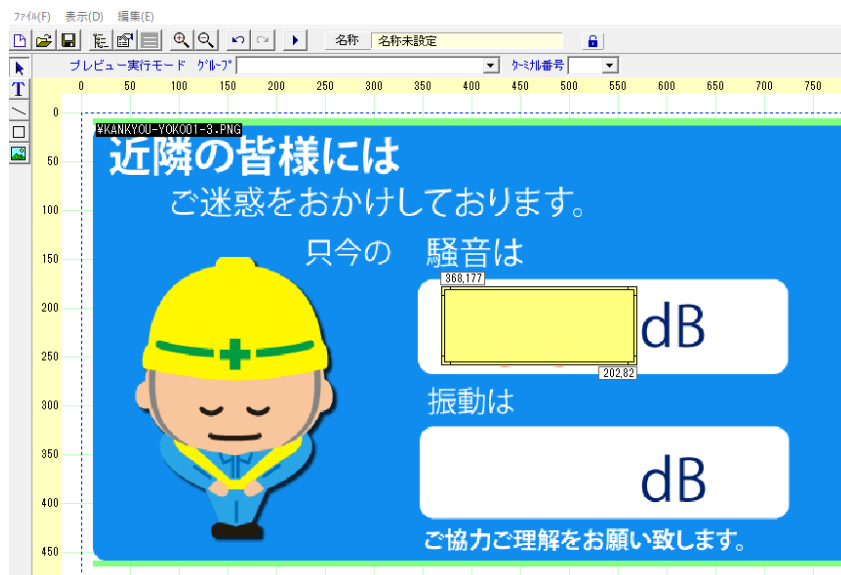 ファイル(F) 表示(D) 編集(E)
名称 名称未設定
プレビュー実行モード グループ ターミナル番号
T
0 50 100 150 200 250 300 350 400 450 500 550 600 650 700 750
0
50
100
150
200
250
300
350
400
450
¥KANKYOU-YOKO01-3.PNG
近隣の皆様には
ご迷惑をおかけしております。
只今の 騒音は
368,177
dB
202,82
振動は
dB
ご協力ご理解をお願い致します。